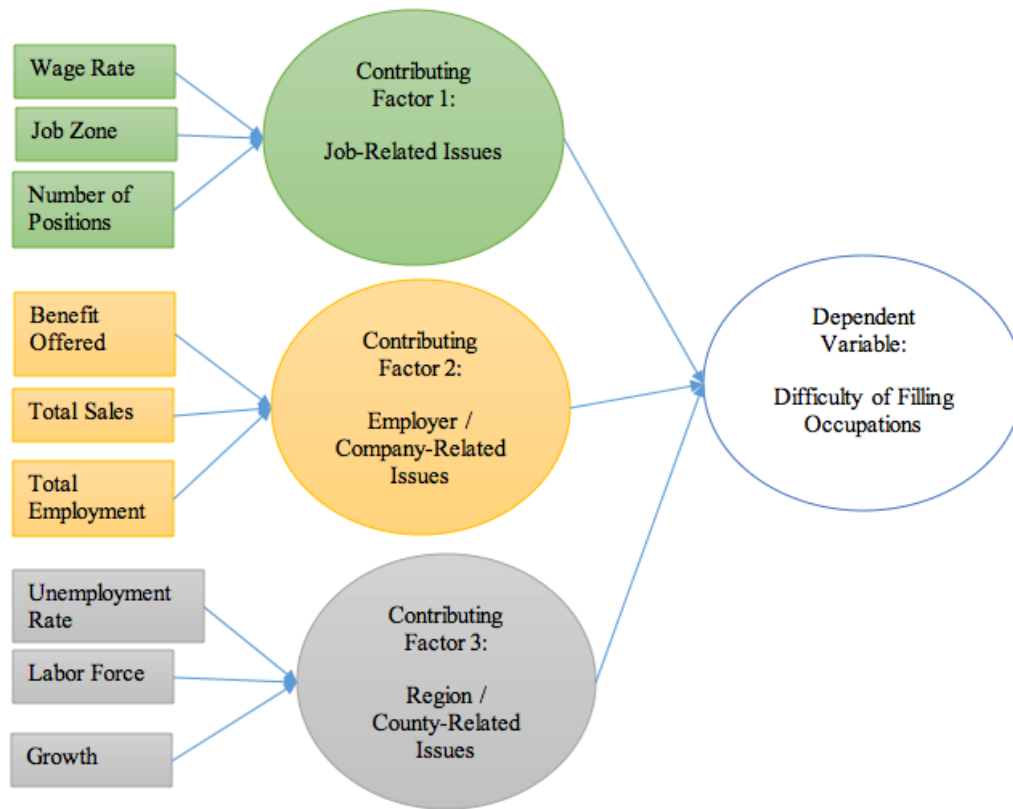 Wage Rate
Job Zone
Number of
Positions
Contributing
Factor 1:
Job-Related Issues
Benefit
Offered
Total Sales
Total
Employment
Contributing
Factor 2:
Employer /
Company-Related
Issues
Unemployment
Rate
Labor Force
Growth
Contributing
Factor 3:
Region /
County-Related
Issues
Dependent
Variable:
Difficulty of Filling
Occupations